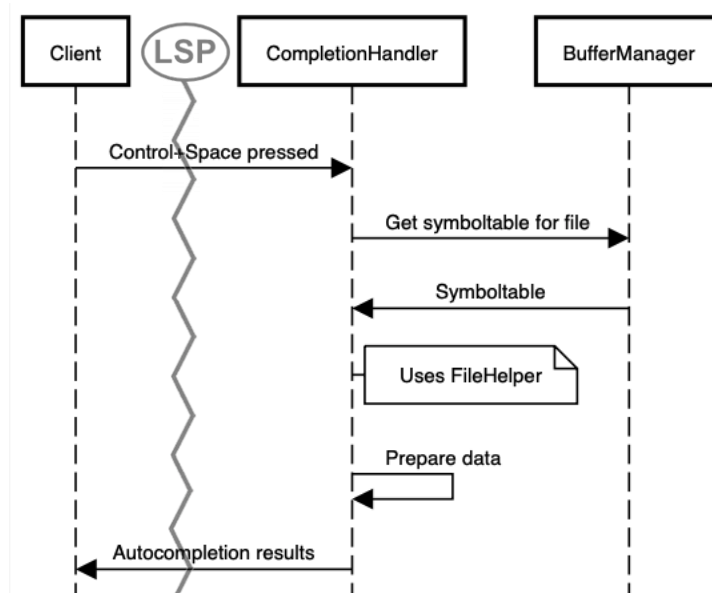 Client
LSP
CompletionHandler
BufferManager
Control+Space pressed
Get symboltable for file
Symboltable
Uses FileHelper
Prepare data
Autocompletion results